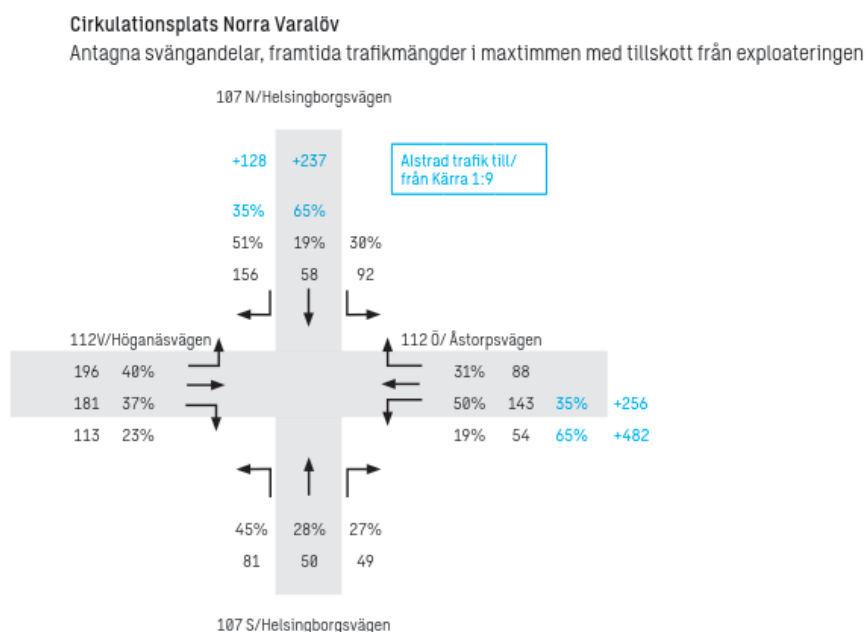 Cirkulationsplats Norra Varalöv
Antagna svängandelar, framtida trafikmängder i maxtimmen med tillskott från exploateringen
107 N/Helsingborgsvägen
+128 +237
Alstrad trafik till/
från Kärra 1:9
35% 65%
51% 19% 30%
156 58 92
112V/Höganäsvägen
112 Ö/ Åstorpsvägen
196 40%
31% 88
181 37%
50% 143 35% +256
113 23%
19% 54 65% +482
45% 28% 27%
81 50 49
107 S/Helsingborgsvägen